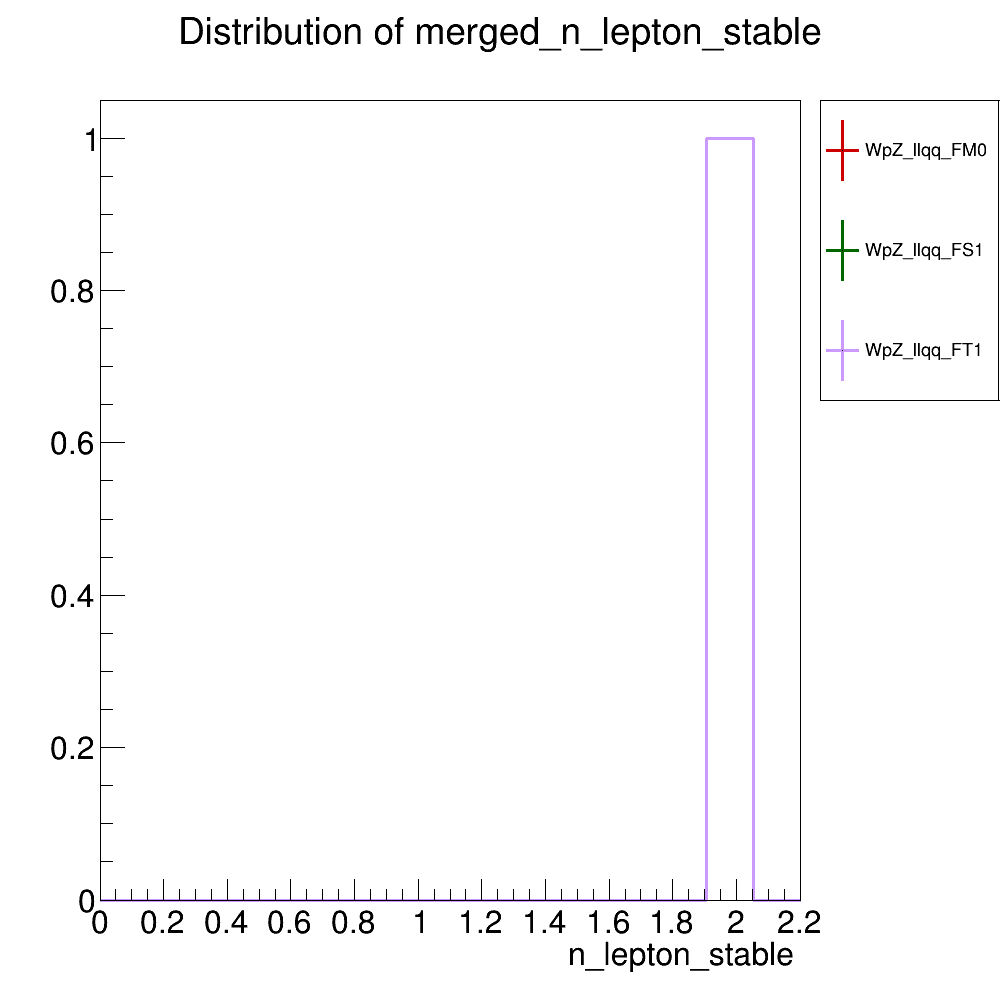 Distribution of merged_n_lepton_stable
WpZ_llqq_FM0
WpZ_llqq_FS1
WpZ_llqq_FT1
1
0.8
0.6
0.4
0.2
0
0 0.2 0.4 0.6 0.8 1 1.2 1.4 1.6 1.8 2 2.2
n_lepton_stable